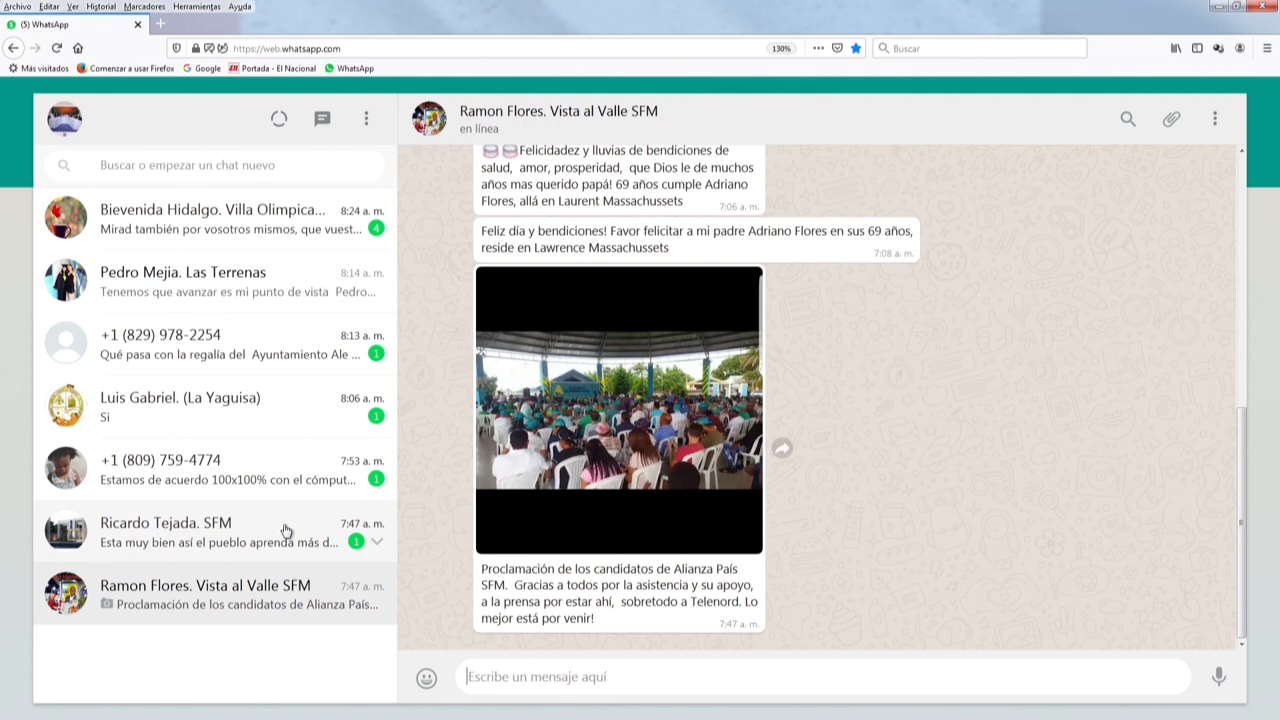 Archivo Editar Ver Historial Marcadores Herramientas Ayuda
(5) WhatsApp
https://web.whatsapp.com
130%
Buscar
Más visitados
Comenzar a usar Firefox
Google
Portada - El Nacional
WhatsApp
Buscar o empezar un chat nuevo
Bievenida Hidalgo. Villa Olimpica...
8:24 a. m.
Mirad también por vosotros mismos, que vuest...
4
Pedro Mejia. Las Terrenas
8:14 a. m.
Tenemos que avanzar es mi punto de vista Pedro...
+1 (829) 978-2254
8:13 a. m.
Qué pasa con la regalía del Ayuntamiento Ale ...
1
Luis Gabriel. (La Yaguisa)
8:06 a. m.
Si
1
+1 (809) 759-4774
7:53 a. m.
Estamos de acuerdo 100x100% con el cómput...
1
Ricardo Tejada. SFM
7:47 a. m.
Esta muy bien así el pueblo aprenda más d...
1
Ramon Flores. Vista al Valle SFM
7:47 a. m.
Proclamación de los candidatos de Alianza País...
Ramon Flores. Vista al Valle SFM
en línea
Felicidadez y lluvias de bendiciones de
salud, amor, prosperidad, que Dios le de muchos
años mas querido papá! 69 años cumple Adriano
Flores, allá en Laurent Massachussets
7:06 a. m.
Feliz día y bendiciones! Favor felicitar a mi padre Adriano Flores en sus 69 años,
reside en Lawrence Massachussets
7:08 a. m.
Proclamación de los candidatos de Alianza País
SFM. Gracias a todos por la asistencia y su apoyo,
a la prensa por estar ahí, sobretodo a Telenord. Lo
mejor está por venir!
7:47 a. m.
Escribe un mensaje aquí